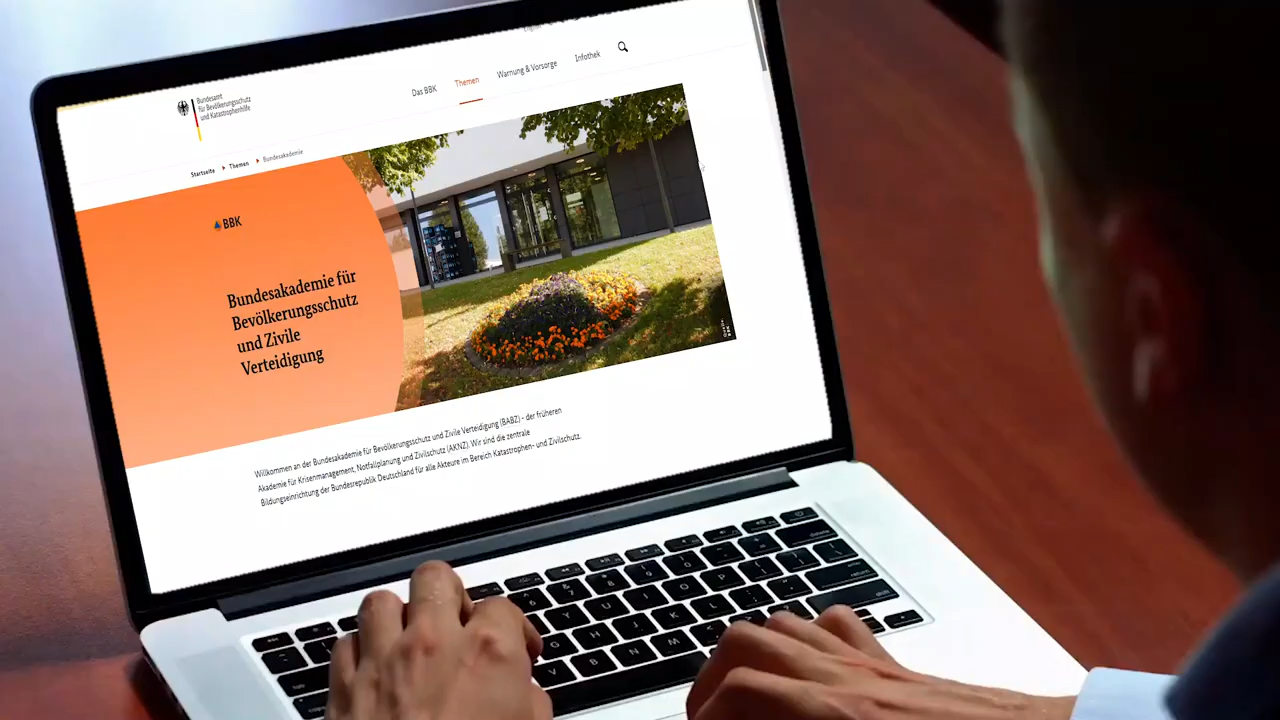 Bundesamt
für Bevölkerungsschutz
und Katastrophenhilfe
Das BBK
Themen
Warnung & Vorsorge
Infothek
Startseite
Themen
Bundesakademie
BBK
Bundesakademie für
Bevölkerungsschutz
und Zivile
Verteidigung
Quelle:
BBK
Willkommen an der Bundesakademie für Bevölkerungsschutz und Zivile Verteidigung (BABZ) - der früheren
Akademie für Krisenmanagement, Notfallplanung und Zivilschutz (AKNZ). Wir sind die zentrale
Bildungseinrichtung der Bundesrepublik Deutschland für alle Akteure im Bereich Katastrophen- und Zivilschutz.